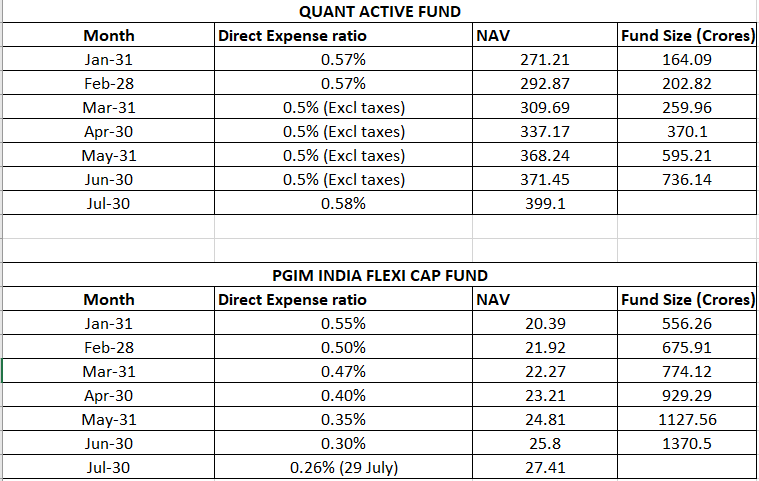 QUANT ACTIVE FUND
Month Direct Expense ratio NAV Fund Size (Crores)
Jan-31 0.57% 271.21 164.09
Feb-28 0.57% 292.87 202.82
Mar-31 0.5% (Excl taxes) 309.69 259.96
Apr-30 0.5% (Excl taxes) 337.17 370.1
May-31 0.5% (Excl taxes) 368.24 595.21
Jun-30 0.5% (Excl taxes) 371.45 736.14
Jul-30 0.58% 399.1
PGIM INDIA FLEXI CAP FUND
Month Direct Expense ratio NAV Fund Size (Crores)
Jan-31 0.55% 20.39 556.26
Feb-28 0.50% 21.92 675.91
Mar-31 0.47% 22.27 774.12
Apr-30 0.40% 23.21 929.29
May-31 0.35% 24.81 1127.56
Jun-30 0.30% 25.8 1370.5
Jul-30 0.26% (29 July) 27.41